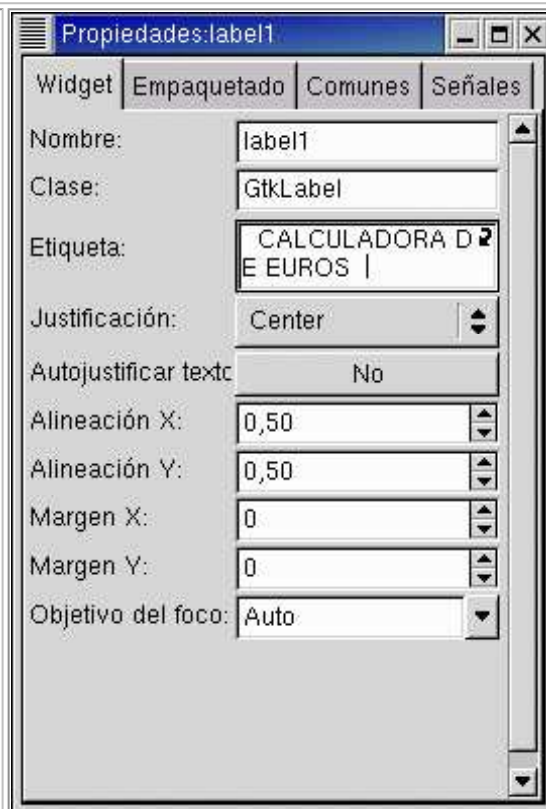 Propiedades:label1
Widget Empaquetado Comunes Señales
Nombre: label1
Clase: GtkLabel
Etiqueta: CALCULADORA D
E EUROS
Justificación: Center
Autojustificar texto No
Alineación X: 0,50
Alineación Y: 0,50
Margen X: 0
Margen Y: 0
Objetivo del foco: Auto